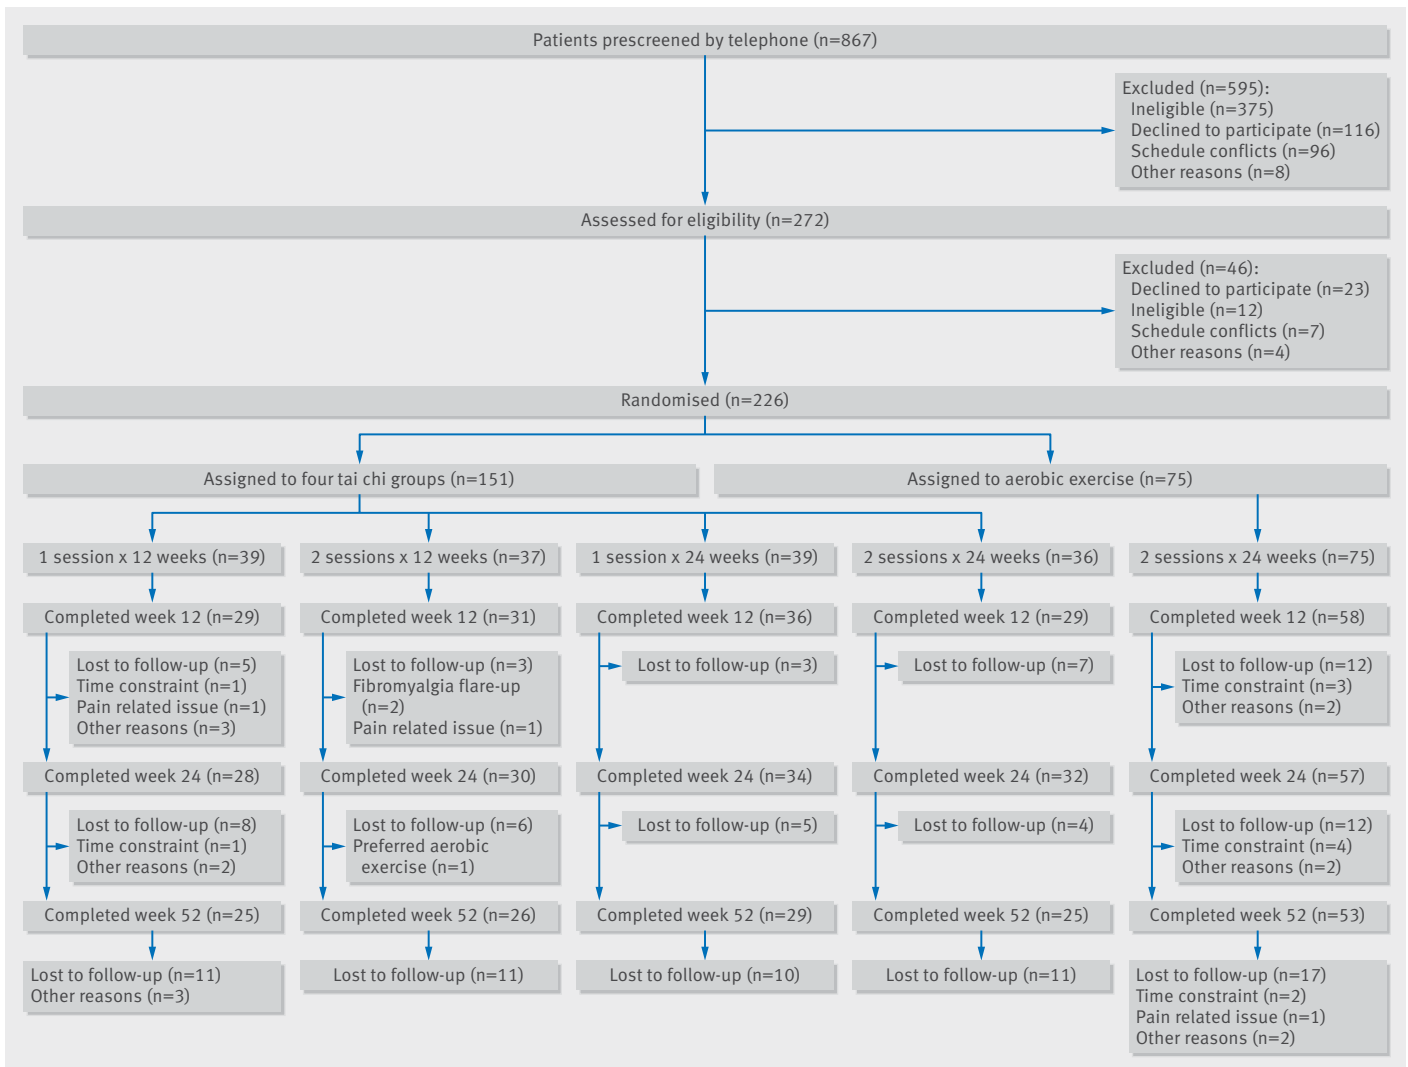 Patients prescreened by telephone (n=867)
Excluded (n=595):
Ineligible (n=375)
Declined to participate (n=116)
Schedule conflicts (n=96)
Other reasons (n=8)
Assessed for eligibility (n=272)
Excluded (n=46):
Declined to participate (n=23)
Ineligible (n=12)
Schedule conflicts (n=7)
Other reasons (n=4)
Randomised (n=226)
Assigned to four tai chi groups (n=151)
Assigned to aerobic exercise (n=75)
1 session x 12 weeks (n=39)
2 sessions x 12 weeks (n=37)
1 session x 24 weeks (n=39)
2 sessions x 24 weeks (n=36)
2 sessions x 24 weeks (n=75)
Completed week 12 (n=29)
Completed week 12 (n=31)
Completed week 12 (n=36)
Completed week 12 (n=29)
Completed week 12 (n=58)
Lost to follow-up (n=5)
Time constraint (n=1)
Pain related issue (n=1)
Other reasons (n=3)
Lost to follow-up (n=3)
Fibromyalgia flare-up
(n=2)
Pain related issue (n=1)
Lost to follow-up (n=3)
Lost to follow-up (n=7)
Lost to follow-up (n=12)
Time constraint (n=3)
Other reasons (n=2)
Completed week 24 (n=28)
Completed week 24 (n=30)
Completed week 24 (n=34)
Completed week 24 (n=32)
Completed week 24 (n=57)
Lost to follow-up (n=8)
Time constraint (n=1)
Other reasons (n=2)
Lost to follow-up (n=6)
Preferred aerobic
exercise (n=1)
Lost to follow-up (n=5)
Lost to follow-up (n=4)
Lost to follow-up (n=12)
Time constraint (n=4)
Other reasons (n=2)
Completed week 52 (n=25)
Completed week 52 (n=26)
Completed week 52 (n=29)
Completed week 52 (n=25)
Completed week 52 (n=53)
Lost to follow-up (n=11)
Other reasons (n=3)
Lost to follow-up (n=11)
Lost to follow-up (n=10)
Lost to follow-up (n=11)
Lost to follow-up (n=17)
Time constraint (n=2)
Pain related issue (n=1)
Other reasons (n=2)